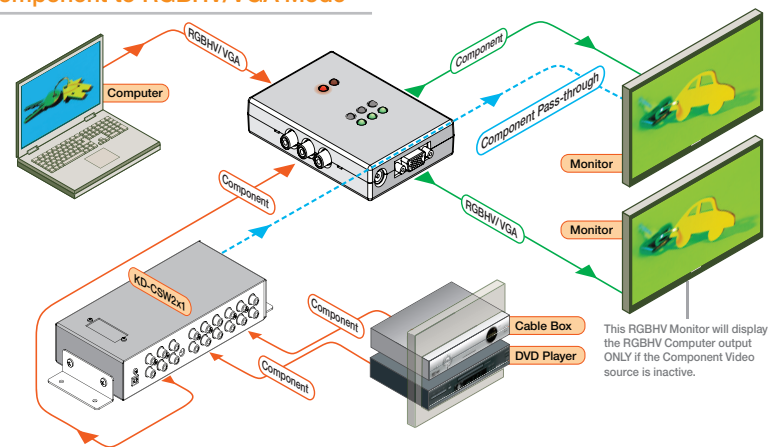 Component to RGBHV/VGA Mode
RGBHV/VGA
Computer
Component
Component Pass-through
Monitor
Component
RGBHV/VGA
Monitor
KD-CSW2x1
Component
Cable Box
Component
DVD Player
This RGBHV Monitor will display
the RGBHV Computer output
ONLY if the Component Video
source is inactive.